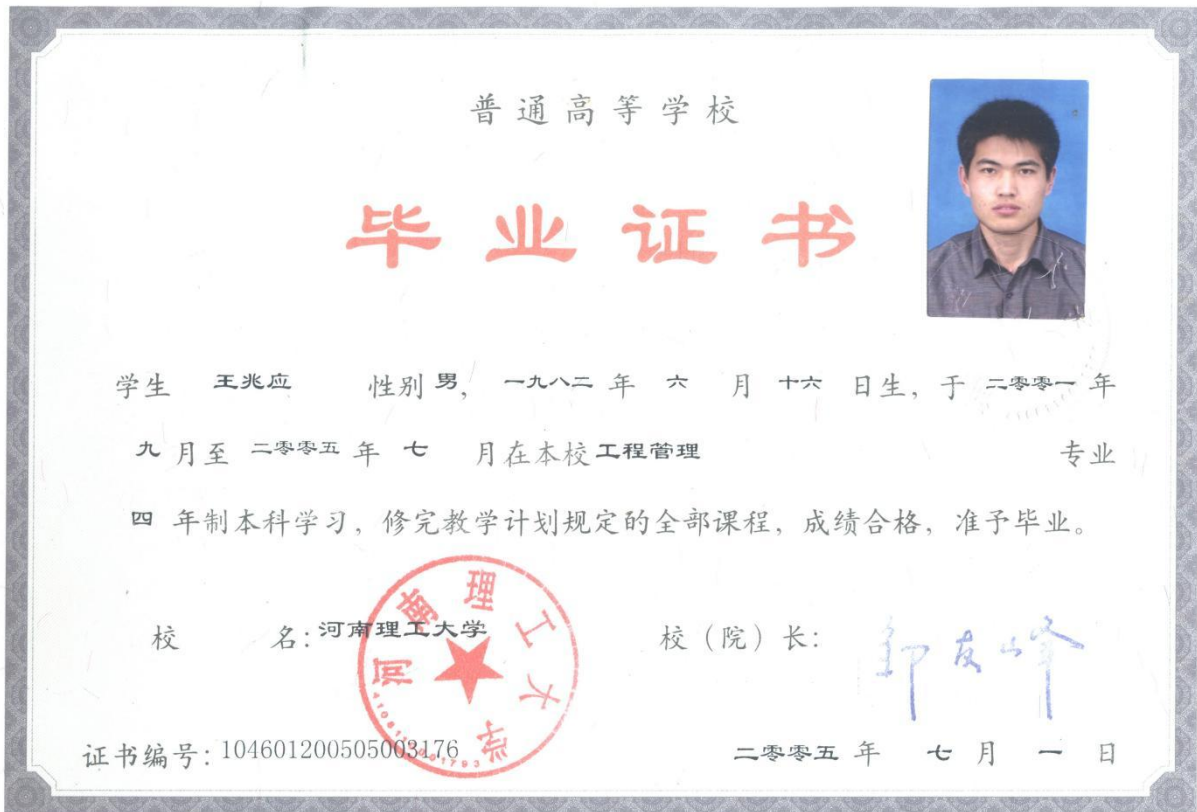 普通高等学校
毕业证书
学生 王兆应 性别 男, 一九八二 年 六 月 十六 日生, 于 二零零一 年
九 月至 二零零五 年 七 月在本校 工程管理 专业
四 年制本科学习, 修完教学计划规定的全部课程, 成绩合格, 准予毕业。
校 名: 河南理工大学 校 (院) 长: 邹友峰
河南理工大学
证书编号: 104601200505003176 二零零五 年 七 月 一 日